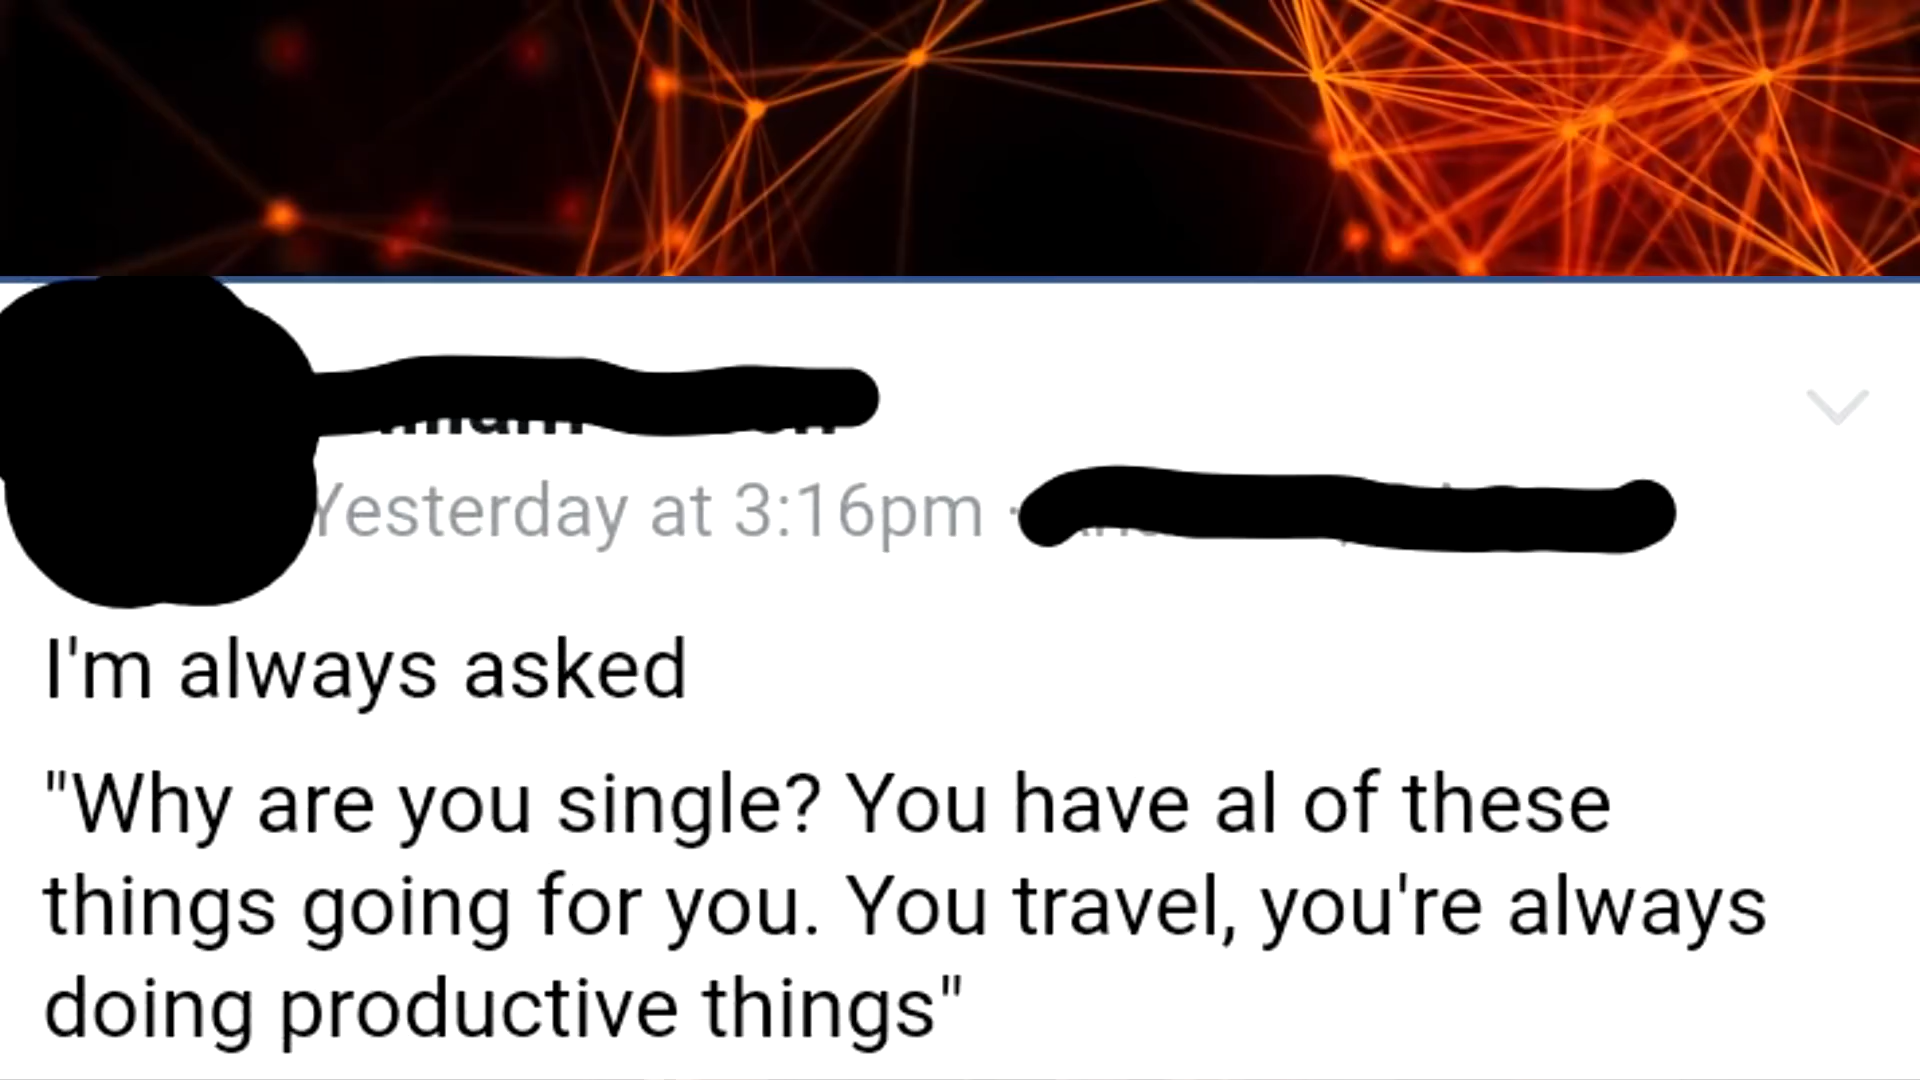 Yesterday at 3:16pm ·
I'm always asked
"Why are you single? You have al of these
things going for you. You travel, you're always
doing productive things"